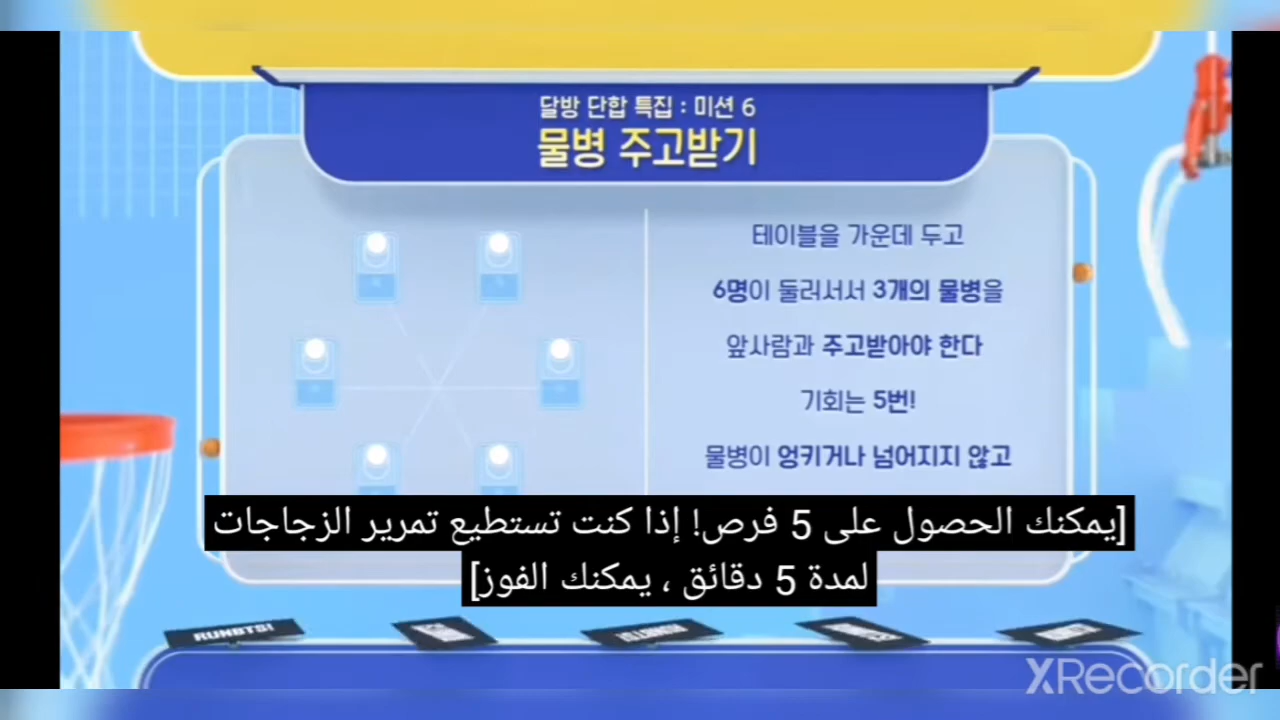 달방 단합 특집 : 미션 6
물병 주고받기
테이블을 가운데 두고
6명이 둘러서서 3개의 물병을
앞사람과 주고받아야 한다
기회는 5번!
물병이 엉키거나 넘어지지 않고
[يمكنك الحصول على 5 فرص! إذا كنت تستطيع تمرير الزجاجات
لمدة 5 دقائق ، يمكنك الفوز]
RUNBTS!
XRecorder